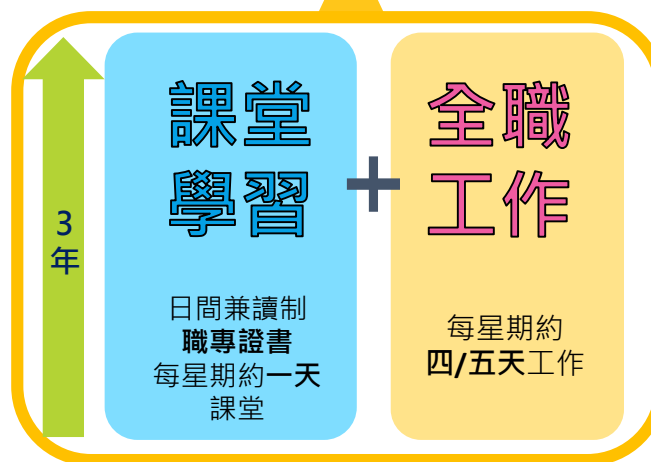 3
年
課堂
學習
日間兼讀制
職專證書
每星期約一天
課堂
+
全職
工作
每星期約
四/五天工作